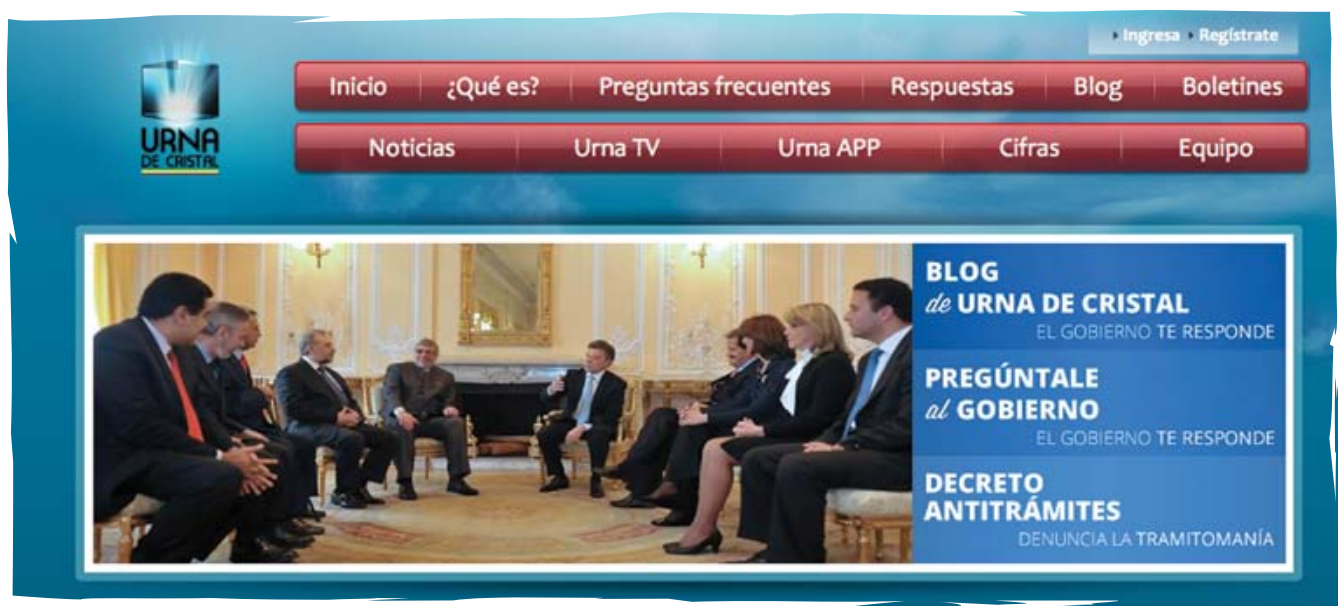 Ingresa Regístrate
URNA
DE CRISTAL
Inicio ¿Qué es? Preguntas frecuentes Respuestas Blog Boletines
Noticias Urna TV Urna APP Cifras Equipo
BLOG
de URNA DE CRISTAL
EL GOBIERNO TE RESPONDE
PREGÚNTALE
al GOBIERNO
EL GOBIERNO TE RESPONDE
DECRETO
ANTITRÁMITES
DENUNCIA LA TRAMITOMANÍA